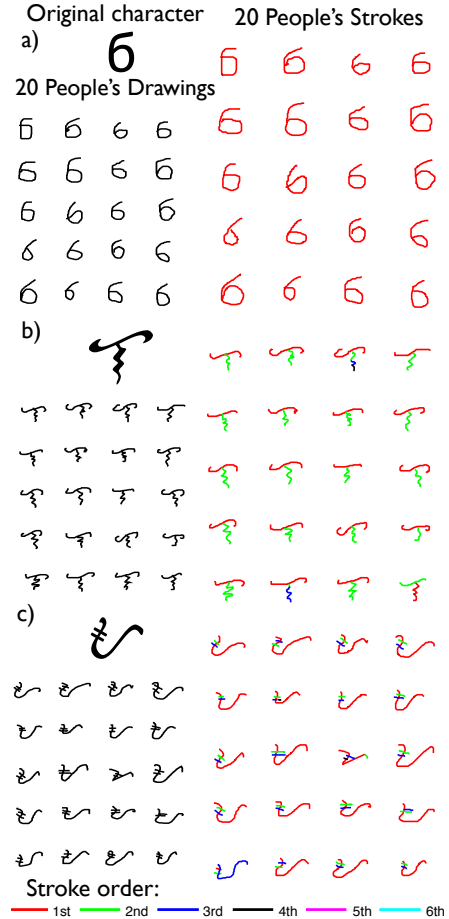 Original character
20 People's Strokes
a)
б
20 People's Drawings
b)
c)
Stroke order:
1st 2nd 3rd 4th 5th 6th